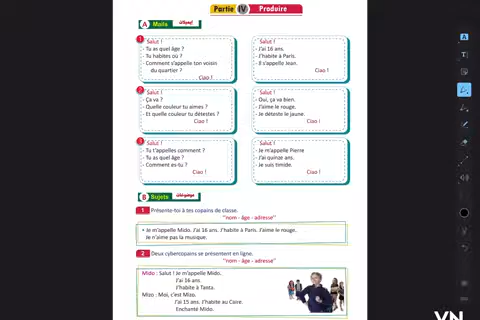 Partie IV Produire
A Mails
1
Salut !
- Tu as quel âge ?
- Tu habites où ?
- Comment s'appelle ton voisin
du quartier ?
Ciao !
Salut !
- J'ai 16 ans.
- J'habite à Paris.
- Il s'appelle Jean.
Ciao !
2
Salut !
- Ça va ?
- Quelle couleur tu aimes ?
- Et quelle couleur tu détestes ?
Ciao !
Salut !
- Oui, ça va bien.
- J'aime le rouge.
- Je déteste le jaune.
Ciao !
3
Salut !
- Tu t'appelles comment ?
- Tu as quel âge ?
- Comment es-tu ?
Ciao !
Salut !
- Je m'appelle Pierre
- J'ai quinze ans.
- Je suis timide.
Ciao !
B Sujets
1 Présente-toi à tes copains de classe.
"nom - âge - adresse"
• Je m'appelle Mido. J'ai 16 ans. J'habite à Paris. J'aime le rouge.
Je n'aime pas la musique.
2 Deux cybercopains se présentent en ligne.
"nom - âge - adresse"
Mido : Salut ! Je m'appelle Mido.
J'ai 16 ans.
J'habite à Tanta.
Mizo : Moi, c'est Mizo.
J'ai 15 ans. J'habite au Caire.
Enchanté Mido.
VN